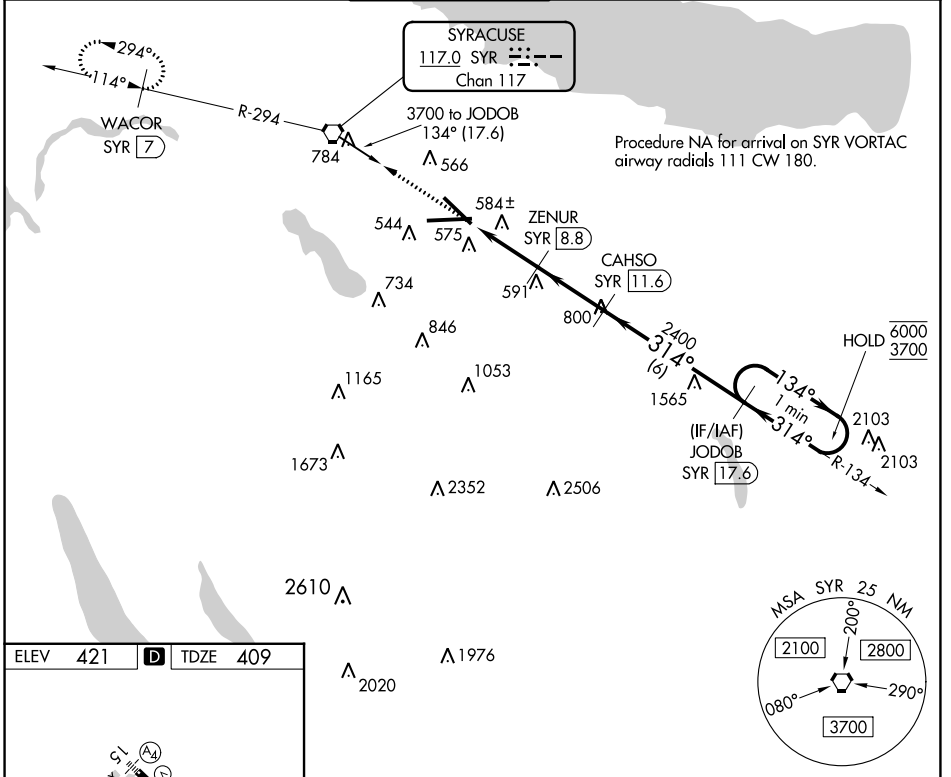 SYRACUSE
117.0 SYR
Chan 117
294°
114°
WACOR
SYR 7
R-294
3700 to JODOB
134° (17.6)
784
566
Procedure NA for arrival on SYR VORTAC
airway radials 111 CW 180.
544
575
584±
ZENUR
SYR 8.8
591
CAHSO
SYR 11.6
800
734
846
2400
314°
(6)
HOLD 6000
3700
1165
1053
1565
134°
1 min
314°
(IF/IAF)
JODOB
SYR 17.6
2103
2103
R-134
1673
2352
2506
2610
1976
2020
MSA SYR 25 NM
200°
2100
2800
080°
290°
3700
ELEV 421 D TDZE 409
15
A4
V